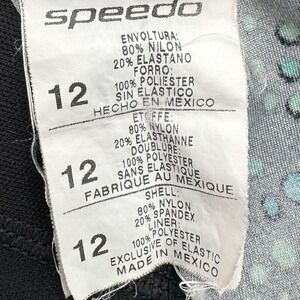 speedo
ENVOLTURA:
80% NILON
20% ELASTANO
FORRO:
100% POLIESTER
SIN ELASTICO
12
HECHO EN MEXICO
ETOFFE:
80% NYLON
20% ELASTHANNE
DOUBLURE:
100% POLYESTER
SANS ELASTIQUE
12
FABRIQUE AU MEXIQUE
SHELL:
80% NYLON
20% SPANDEX
LINER:
100% POLYESTER
EXCLUSIVE OF ELASTIC
12
MADE IN MEXICO